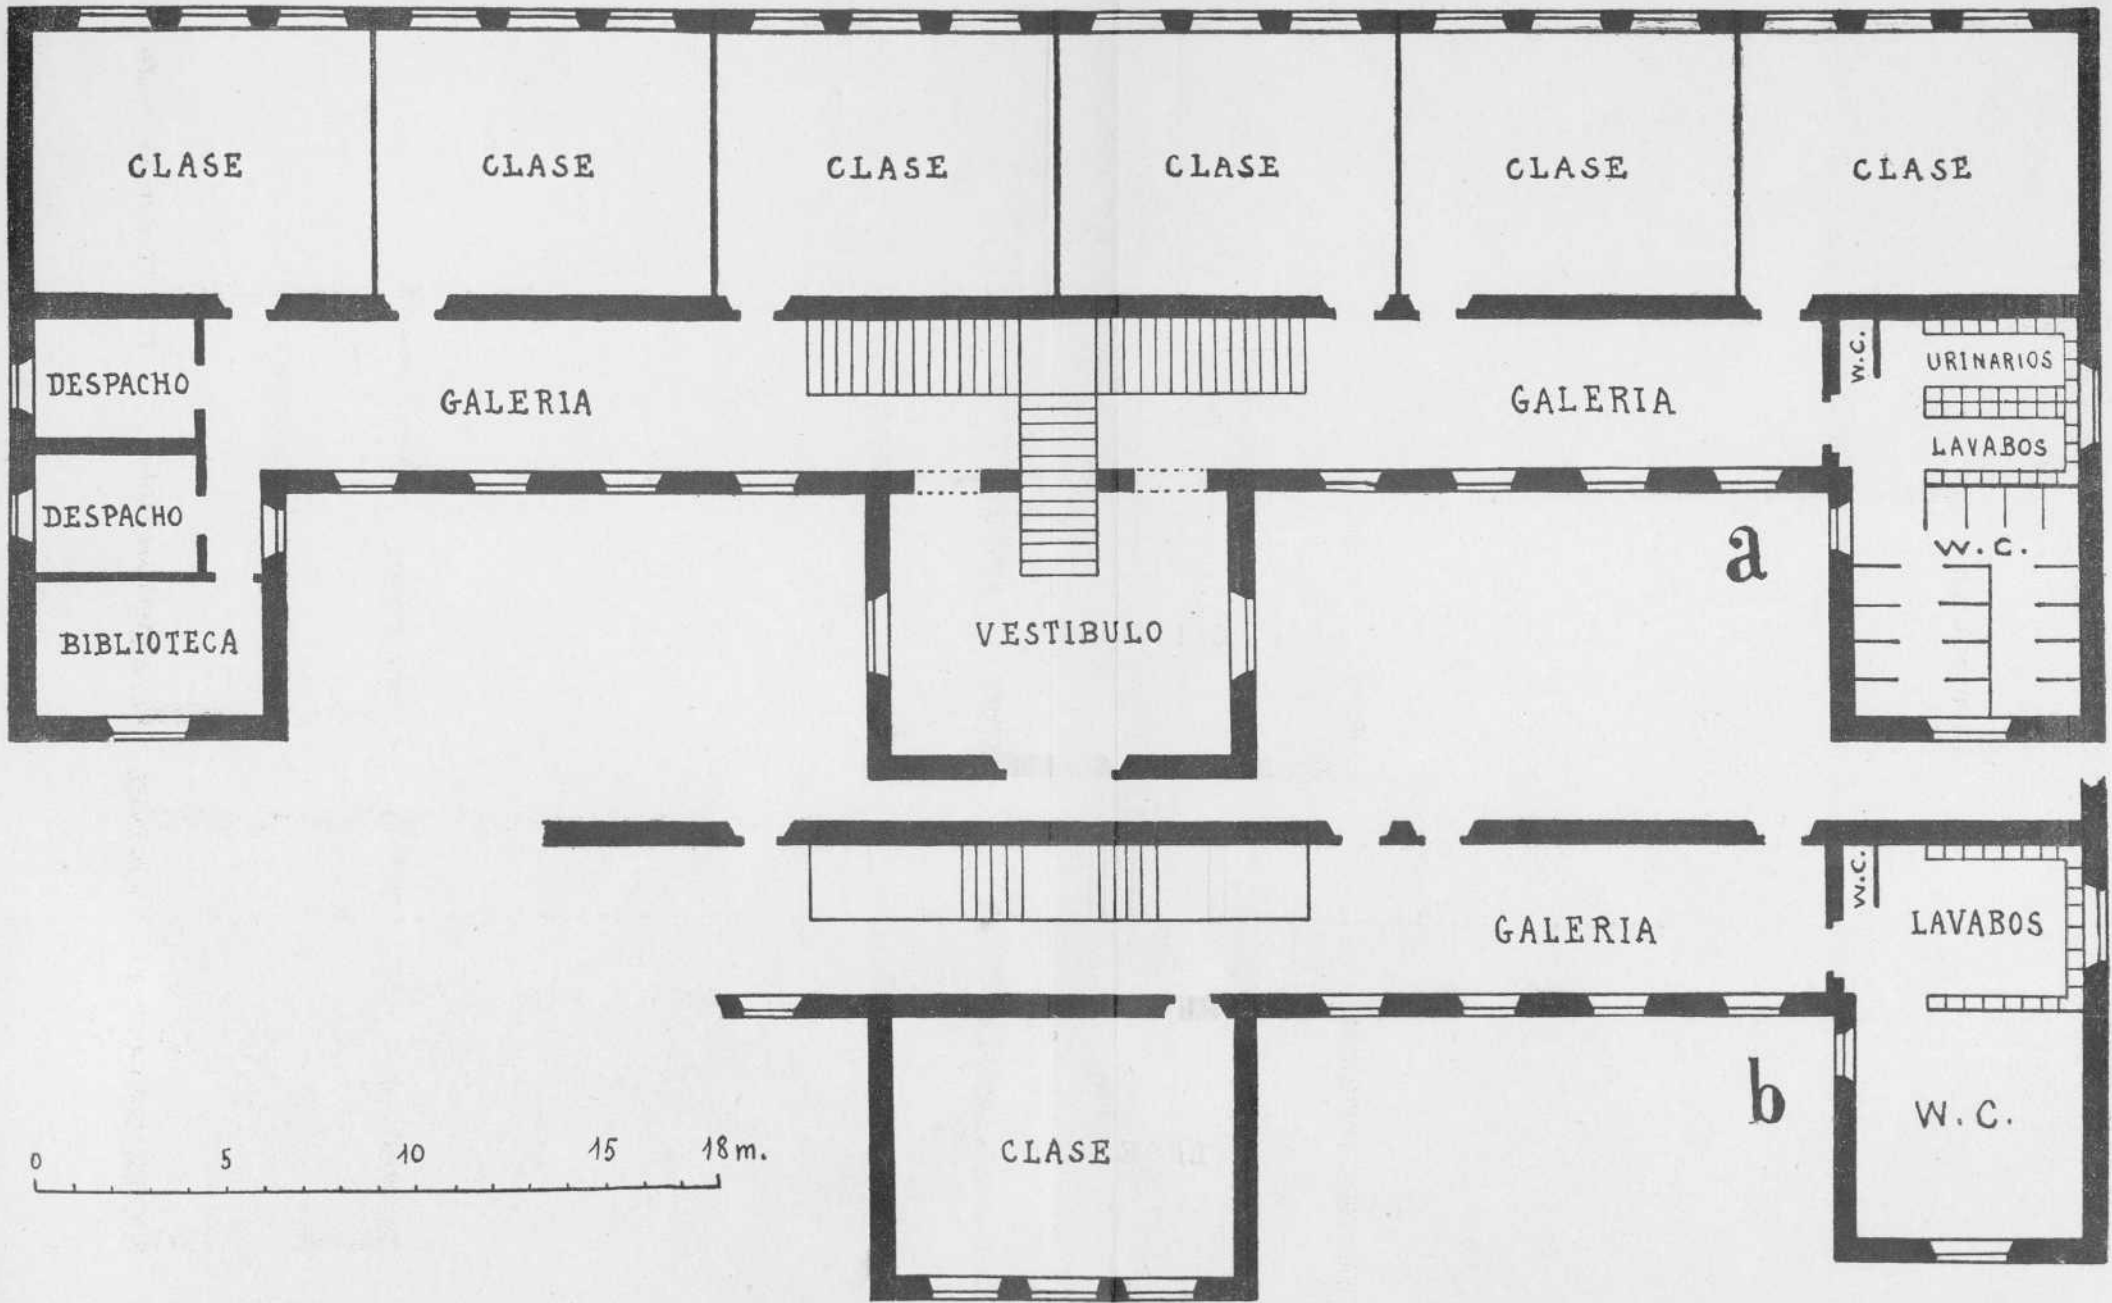 CLASE
CLASE
CLASE
CLASE
CLASE
CLASE
DESPACHO
GALERIA
GALERIA
W.C.
URINARIOS
LAVABOS
DESPACHO
W.C.
a
BIBLIOTECA
VESTIBULO
W.C.
LAVABOS
GALERIA
b
W.C.
CLASE
0 5 10 15 18m.